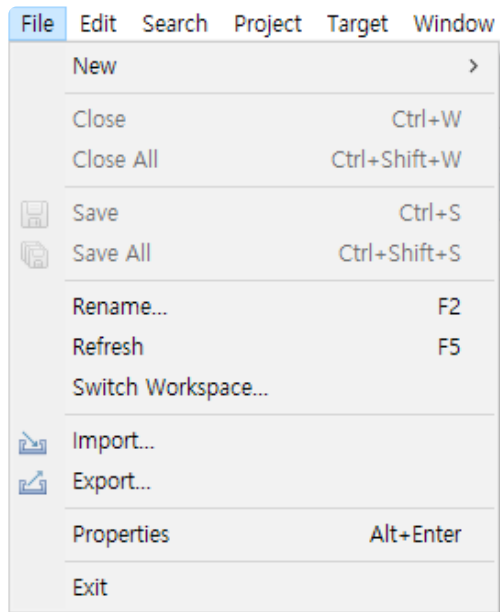 File Edit Search Project Target Window
New >
Close Ctrl+W
Close All Ctrl+Shift+W
Save Ctrl+S
Save All Ctrl+Shift+S
Rename... F2
Refresh F5
Switch Workspace...
Import...
Export...
Properties Alt+Enter
Exit